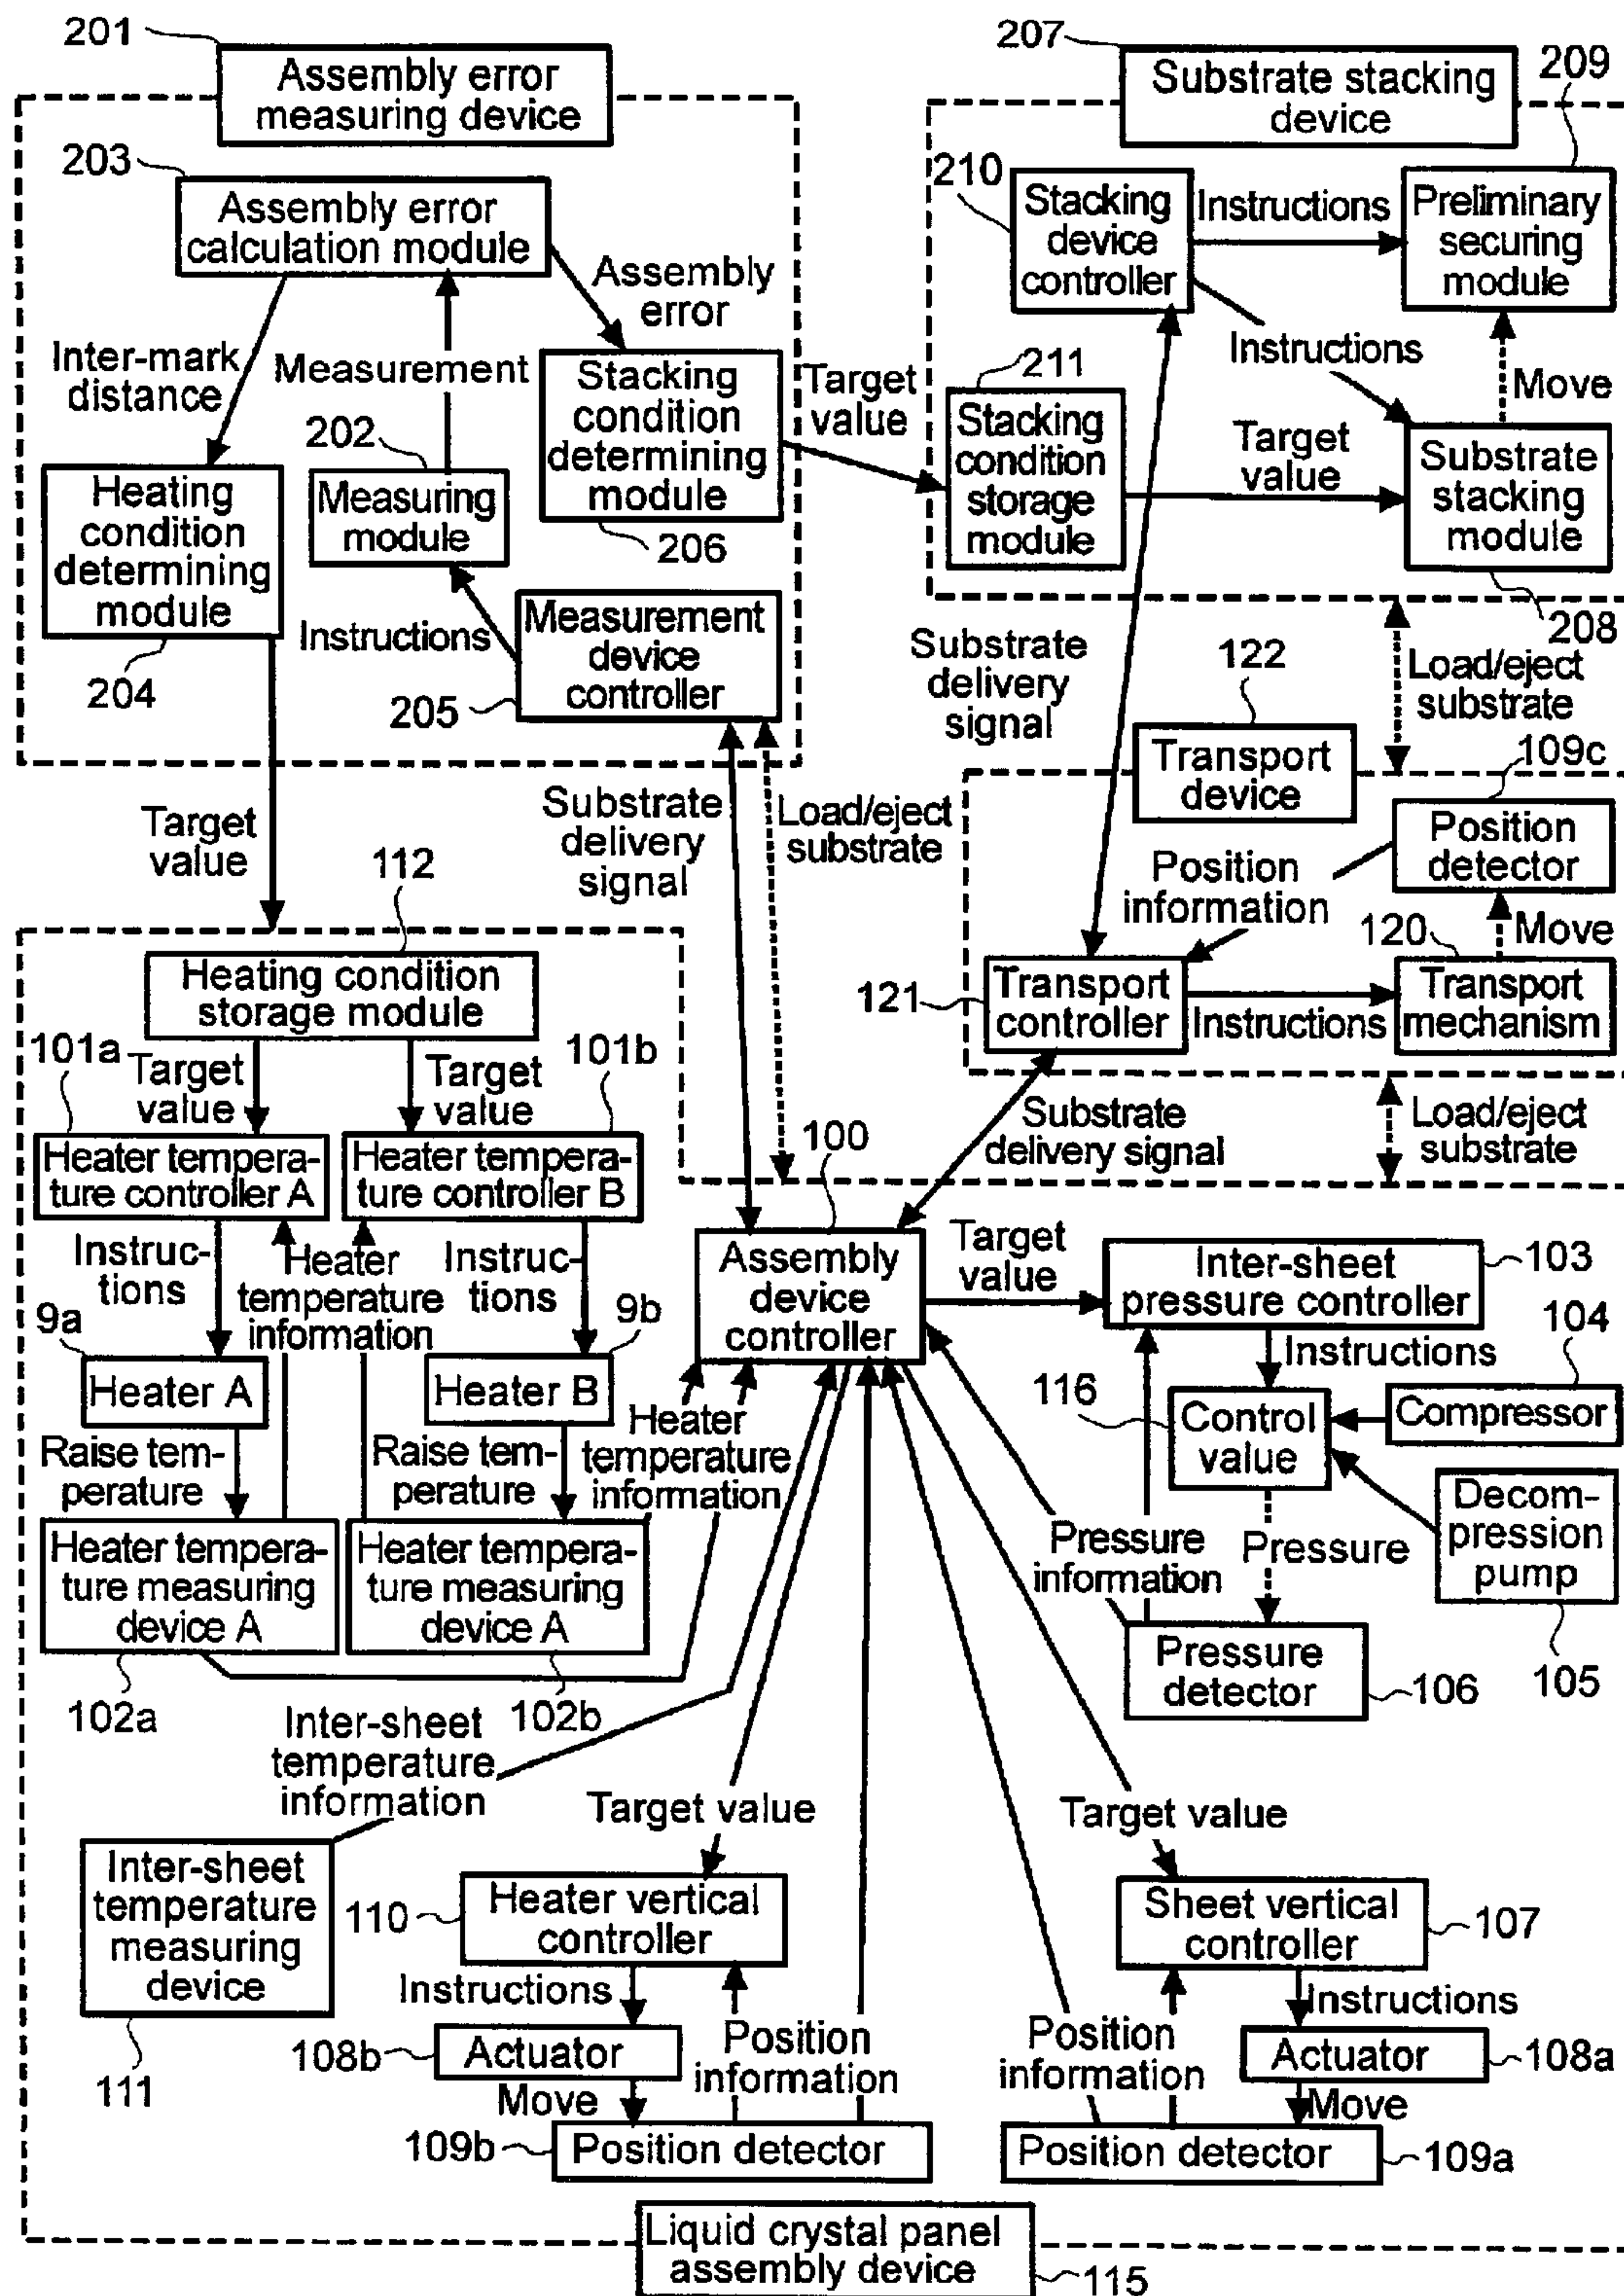 201
Assembly error
measuring device
203
Assembly error
calculation module
Assembly
error
Inter-mark
distance
Measurement
202
Measuring
module
Stacking
condition
determining
module
206
Heating
condition
determining
module
204
Instructions
Measurement
device
controller
205
Target
value
207
Substrate stacking
device
209
210
Stacking
device
controller
Instructions
Preliminary
securing
module
Instructions
Move
211
Stacking
condition
storage
module
Target
value
Substrate
stacking
module
208
Substrate
delivery
signal
Load/eject
substrate
122
Transport
device
109c
Position
detector
Position
information
120
Move
121
Transport
controller
Instructions
Transport
mechanism
Substrate
delivery signal
Load/eject
substrate
Target
value
Substrate
delivery
signal
Load/eject
substrate
112
Heating condition
storage module
101a
Target
value
Target
value
101b
Heater tempera-
ture controller A
Heater tempera-
ture controller B
Instruc-
tions
Heater
temperature
information
Instruc-
tions
9a
Heater A
9b
Heater B
Raise tem-
perature
Raise tem-
perature
Heater
temperature
information
Heater tempera-
ture measuring
device A
102a
Heater tempera-
ture measuring
device A
102b
100
Assembly
device
controller
Target
value
Inter-sheet
pressure controller
103
Instructions
104
116
Control
value
Compressor
Decom-
pression
pump
105
Pressure
information
Pressure
Pressure
detector
106
Inter-sheet
temperature
information
Inter-sheet
temperature
measuring
device
111
Target value
110
Heater vertical
controller
Instructions
108b
Actuator
Move
Position
information
109b
Position detector
Target value
Sheet vertical
controller
107
Instructions
Position
information
Actuator
108a
Move
Position detector
109a
Liquid crystal panel
assembly device
115